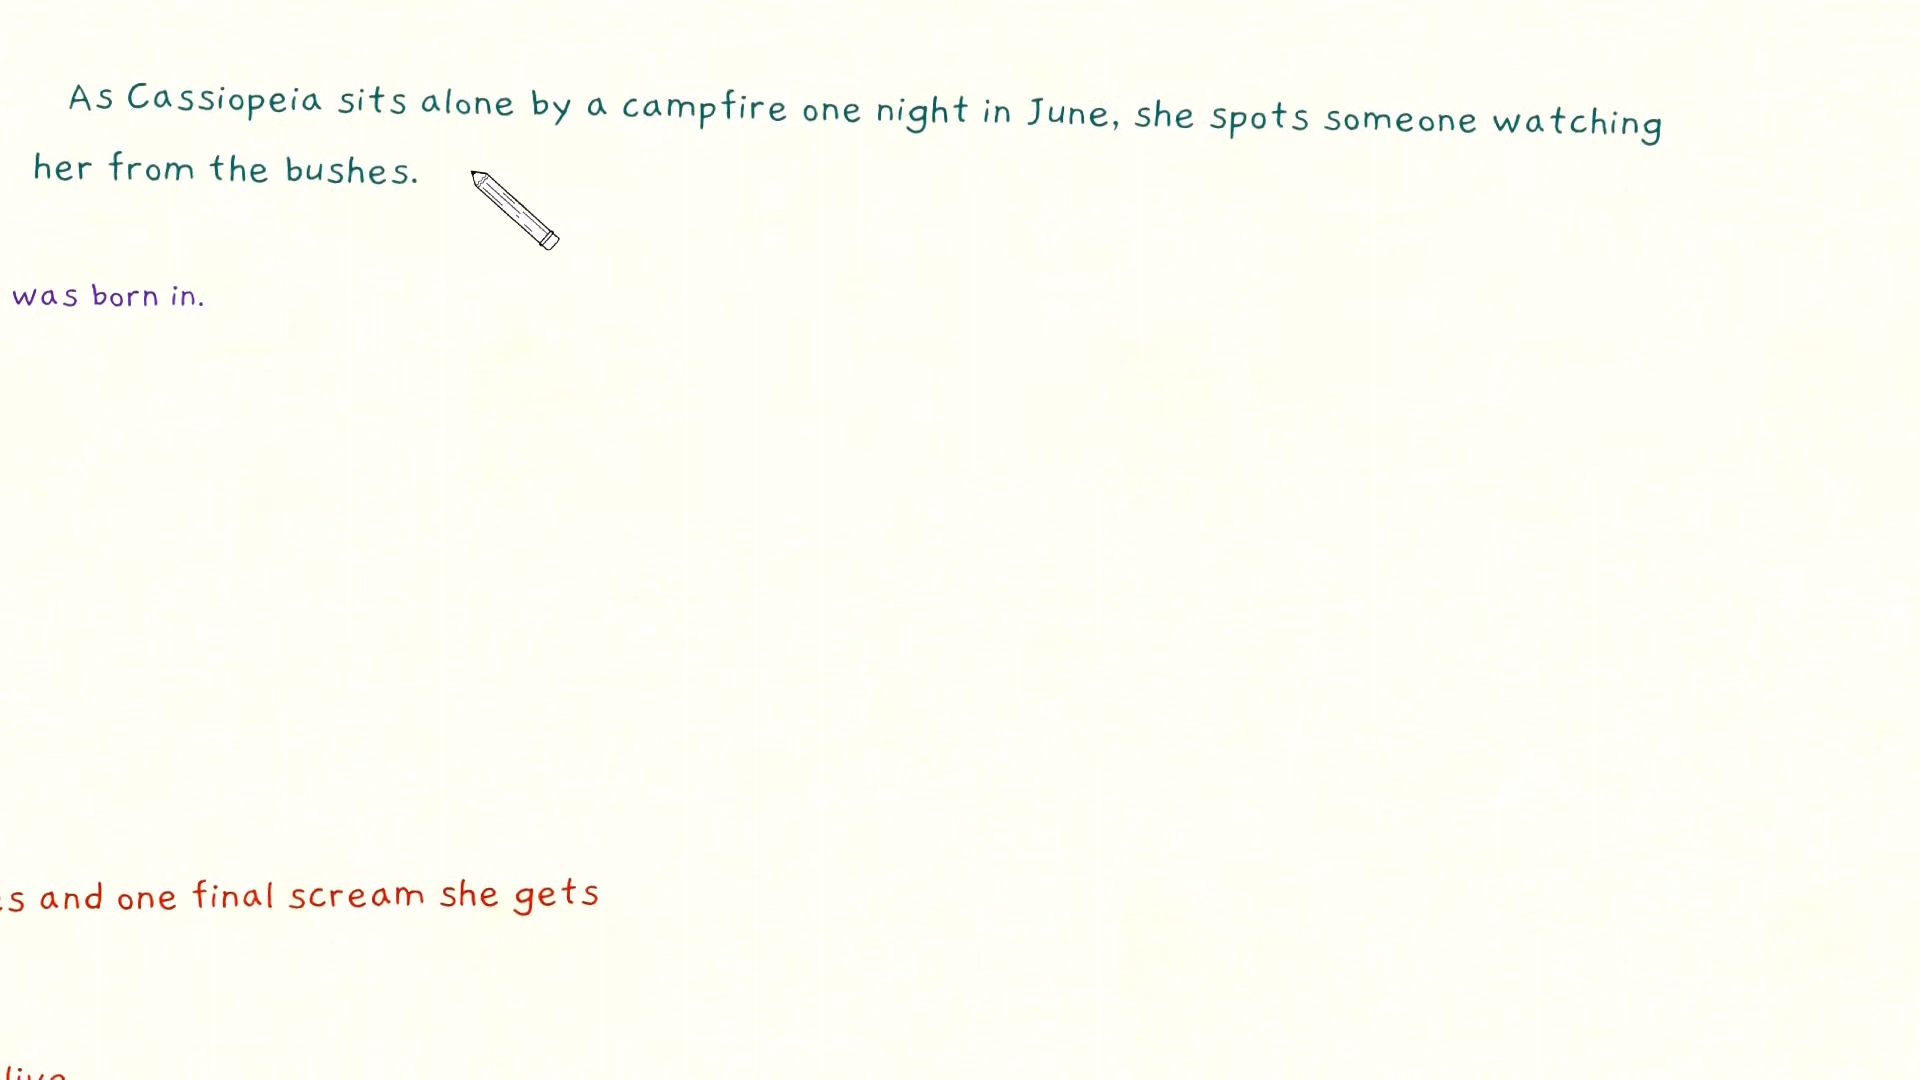 As Cassiopeia sits alone by a campfire one night in June, she spots someone watching
her from the bushes.
was born in.
s and one final scream she gets